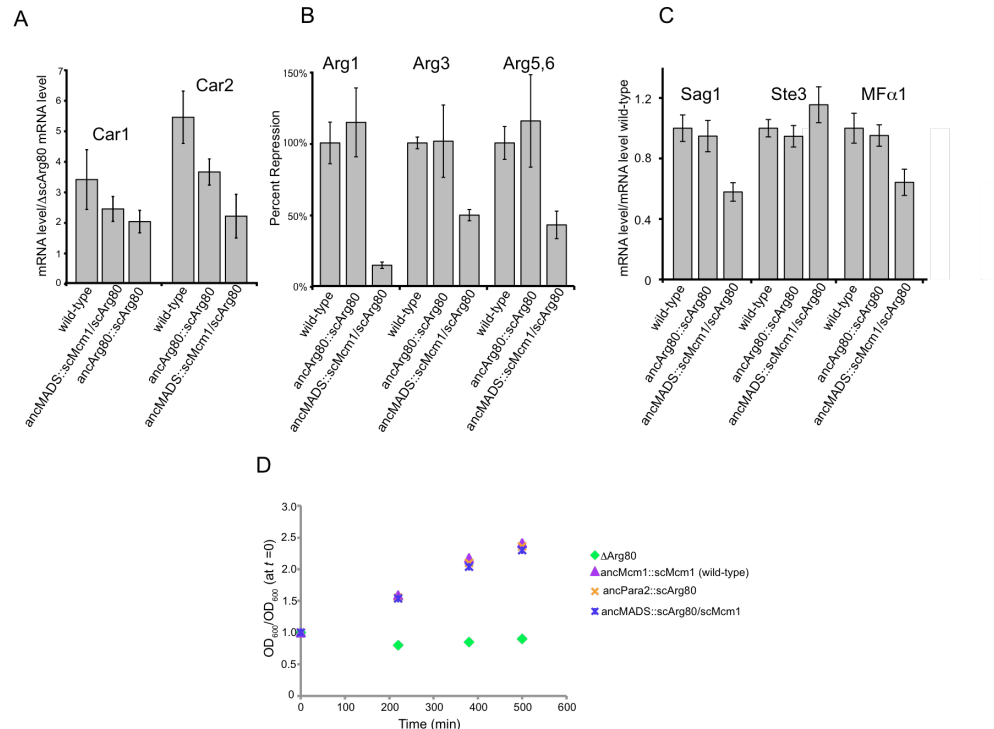 A
B
C
7
6
5
4
3
2
1
0
mRNA level/ΔscArg80 mRNA level
Car1
Car2
wild-type
ancMADS::scMcm1/scArg80
ancArg80::scArg80
wild-type
ancArg80::scArg80
ancMADS::scMcm1/scArg80
150%
100%
50%
0%
Percent Repression
Arg1
Arg3
Arg5,6
wild-type
ancArg80::scArg80
ancMADS::scMcm1/scArg80
wild-type
ancArg80::scArg80
ancMADS::scMcm1/scArg80
wild-type
ancArg80::scArg80
ancMADS::scMcm1/scArg80
1.2
0.8
0.4
0
mRNA level/mRNA level wild-type
Sag1
Ste3
MFα1
wild-type
ancArg80::scArg80
ancMADS::scMcm1/scArg80
wild-type
ancArg80::scArg80
ancMADS::scMcm1/scArg80
wild-type
ancArg80::scArg80
ancMADS::scMcm1/scArg80
D
3.0
2.5
2.0
1.5
1.0
0.5
0
OD600/OD600 (at t =0)
0 100 200 300 400 500 600
Time (min)
ΔArg80
ancMcm1::scMcm1 (wild-type)
ancPara2::scArg80
ancMADS::scArg80/scMcm1